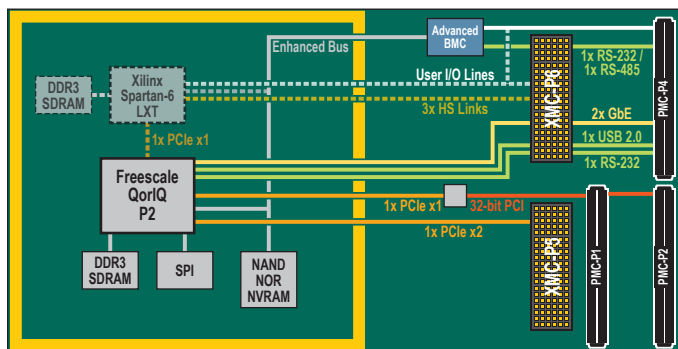 Enhanced Bus
Advanced
BMC
1x RS-232 /
1x RS-485
User I/O Lines
DDR3
SDRAM
Xilinx
Spartan-6
LXT
3x HS Links
XMC-P6
PMC-P4
2x GbE
1x USB 2.0
1x RS-232
1x PCIe x1
Freescale
QorIQ
P2
1x PCIe x1
32-bit PCI
1x PCIe x2
XMC-P5
PMC-P1
PMC-P2
DDR3
SDRAM
SPI
NAND
NOR
NVRAM